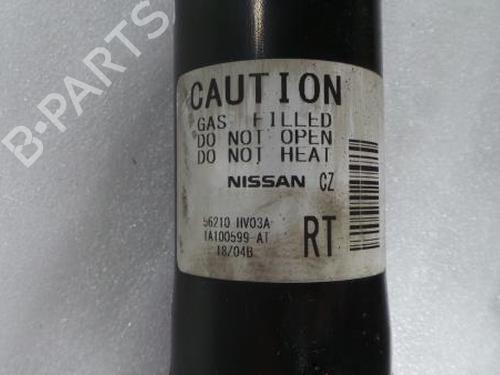 B-PARTS
CAUTION
GAS FILLED
DO NOT OPEN
DO NOT HEAT
NISSAN CZ
56210 HV03A
1A100599-AT
18/04B
RT